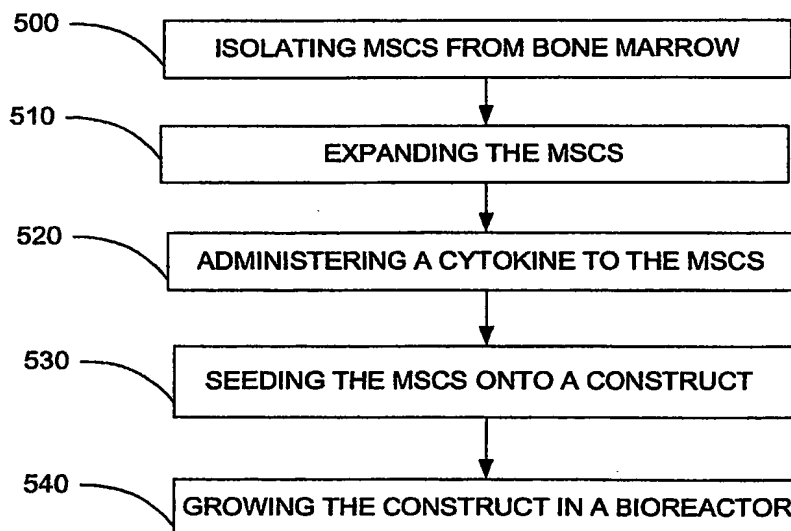 500
ISOLATING MSCS FROM BONE MARROW
510
EXPANDING THE MSCS
520
ADMINISTERING A CYTOKINE TO THE MSCS
530
SEEDING THE MSCS ONTO A CONSTRUCT
540
GROWING THE CONSTRUCT IN A BIOREACTOR